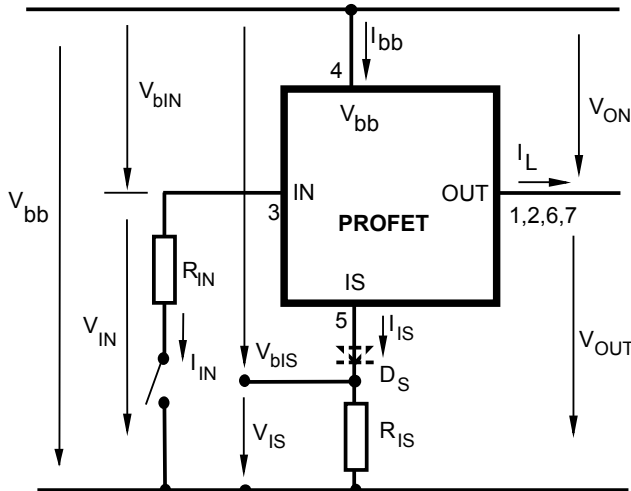 I_bb
4
V_bIN
V_bb
V_ON
I_L
IN
OUT
V_bb
3
PROFET
1,2,6,7
R_IN
IS
V_IN
5
I_IS
I_IN
V_bIS
D_S
V_OUT
V_IS
R_IS